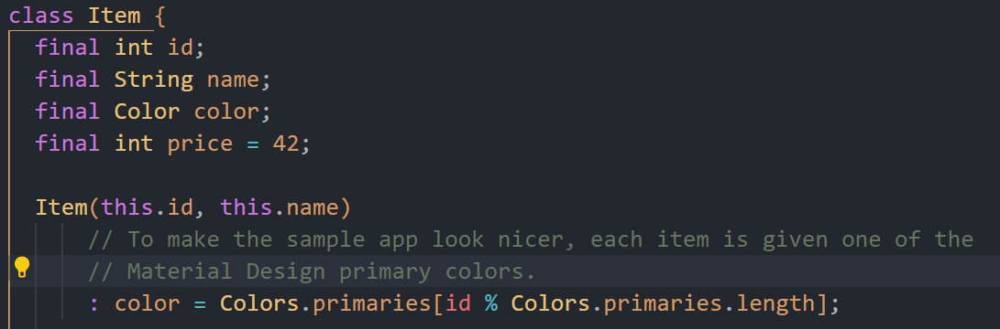 class Item {
  final int id;
  final String name;
  final Color color;
  final int price = 42;

  Item(this.id, this.name)
      // To make the sample app look nicer, each item is given one of the
      // Material Design primary colors.
      : color = Colors.primaries[id % Colors.primaries.length];